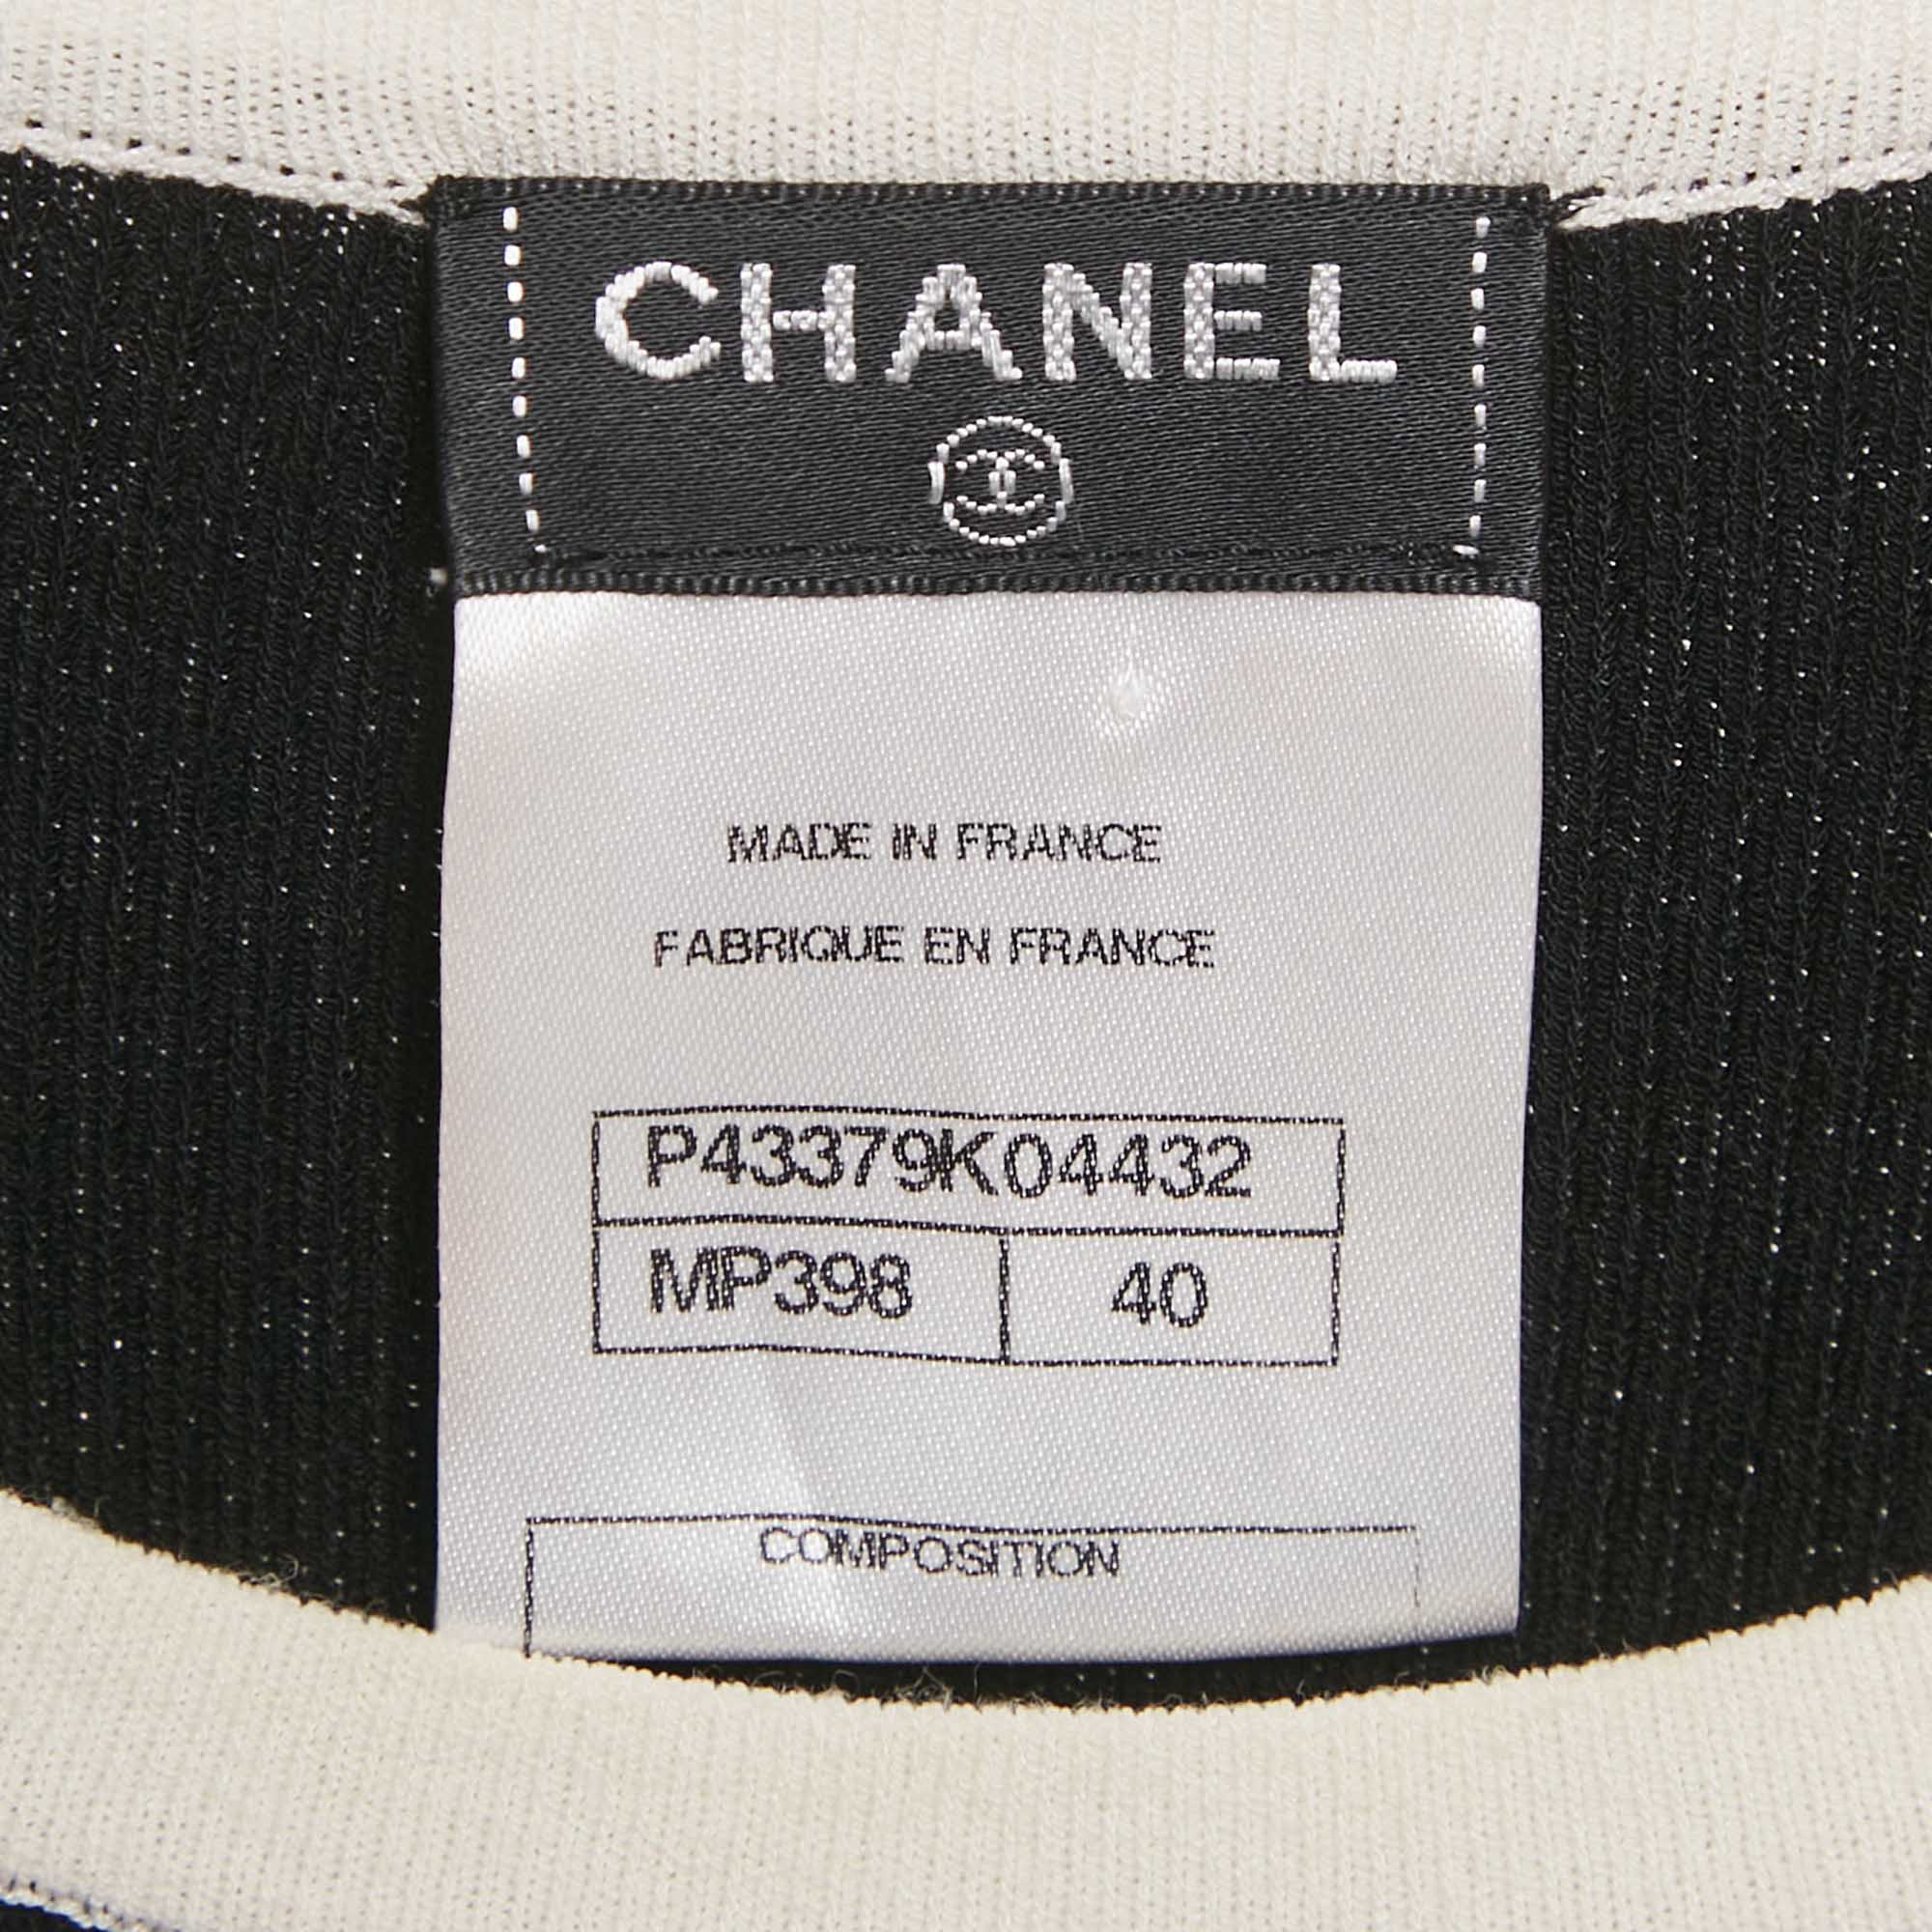 CHANEL
MADE IN FRANCE
FABRIQUE EN FRANCE
P43379K04432
MP398 40
COMPOSITION